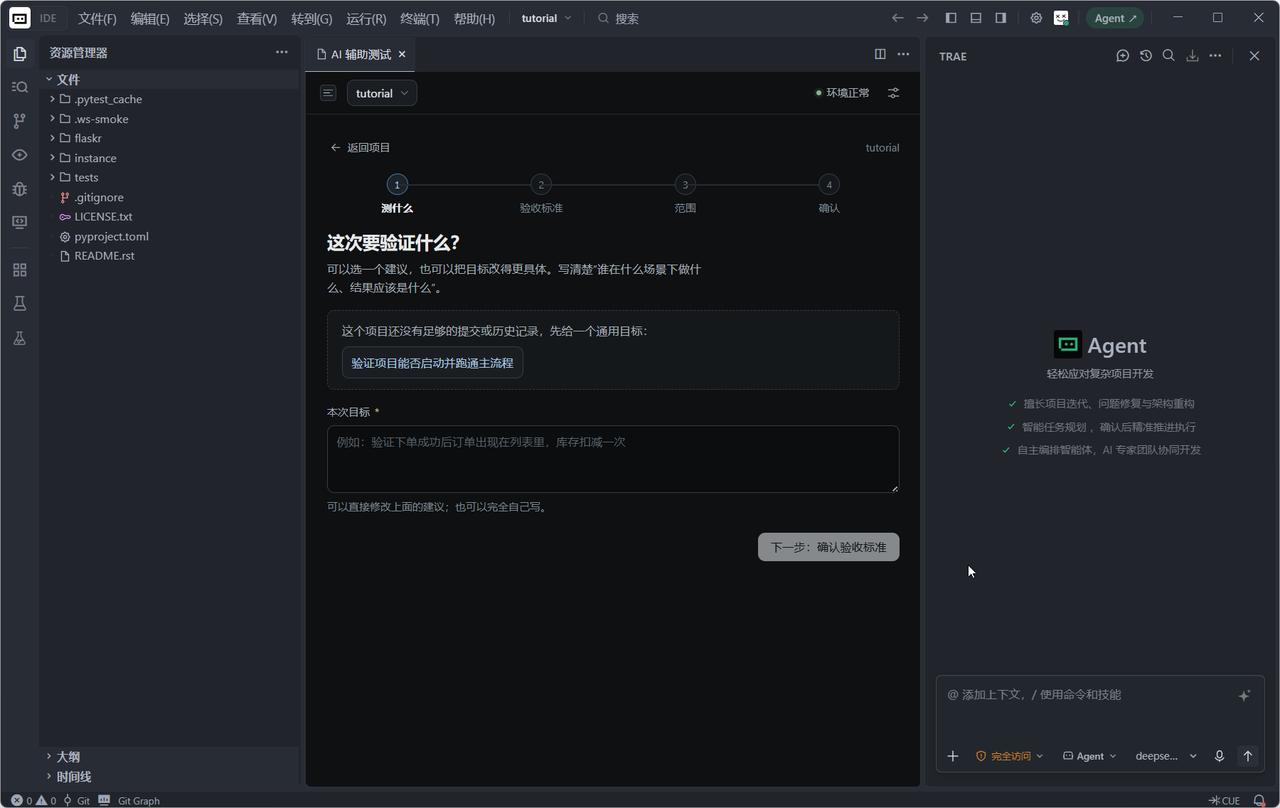 IDE 文件(F) 编辑(E) 选择(S) 查看(V) 转到(G) 运行(R) 终端(T) 帮助(H) tutorial 搜索 Agent ↗
资源管理器
文件
.pytest_cache
.ws-smoke
flaskr
instance
tests
.gitignore
LICENSE.txt
pyproject.toml
README.rst
大纲
时间线
AI 辅助测试
tutorial
环境正常
← 返回项目
tutorial
1 2 3 4
测什么 验收标准 范围 确认
这次要验证什么？
可以选一个建议，也可以把目标改得更具体。写清楚“谁在什么场景下做什
么、结果应该是什么”。
这个项目还没有足够的提交或历史记录，先给一个通用目标：
验证项目能否启动并跑通主流程
本次目标 *
例如：验证下单成功后订单出现在列表里，库存扣减一次
可以直接修改上面的建议；也可以完全自己写。
下一步：确认验收标准
TRAE
Agent
轻松应对复杂项目开发
擅长项目迭代、问题修复与架构重构
智能任务规划 ，确认后精准推进执行
自主编排智能体，AI 专家团队协同开发
@ 添加上下文，/ 使用命令和技能
完全访问 Agent deepse...
0 0 Git Git Graph CUE